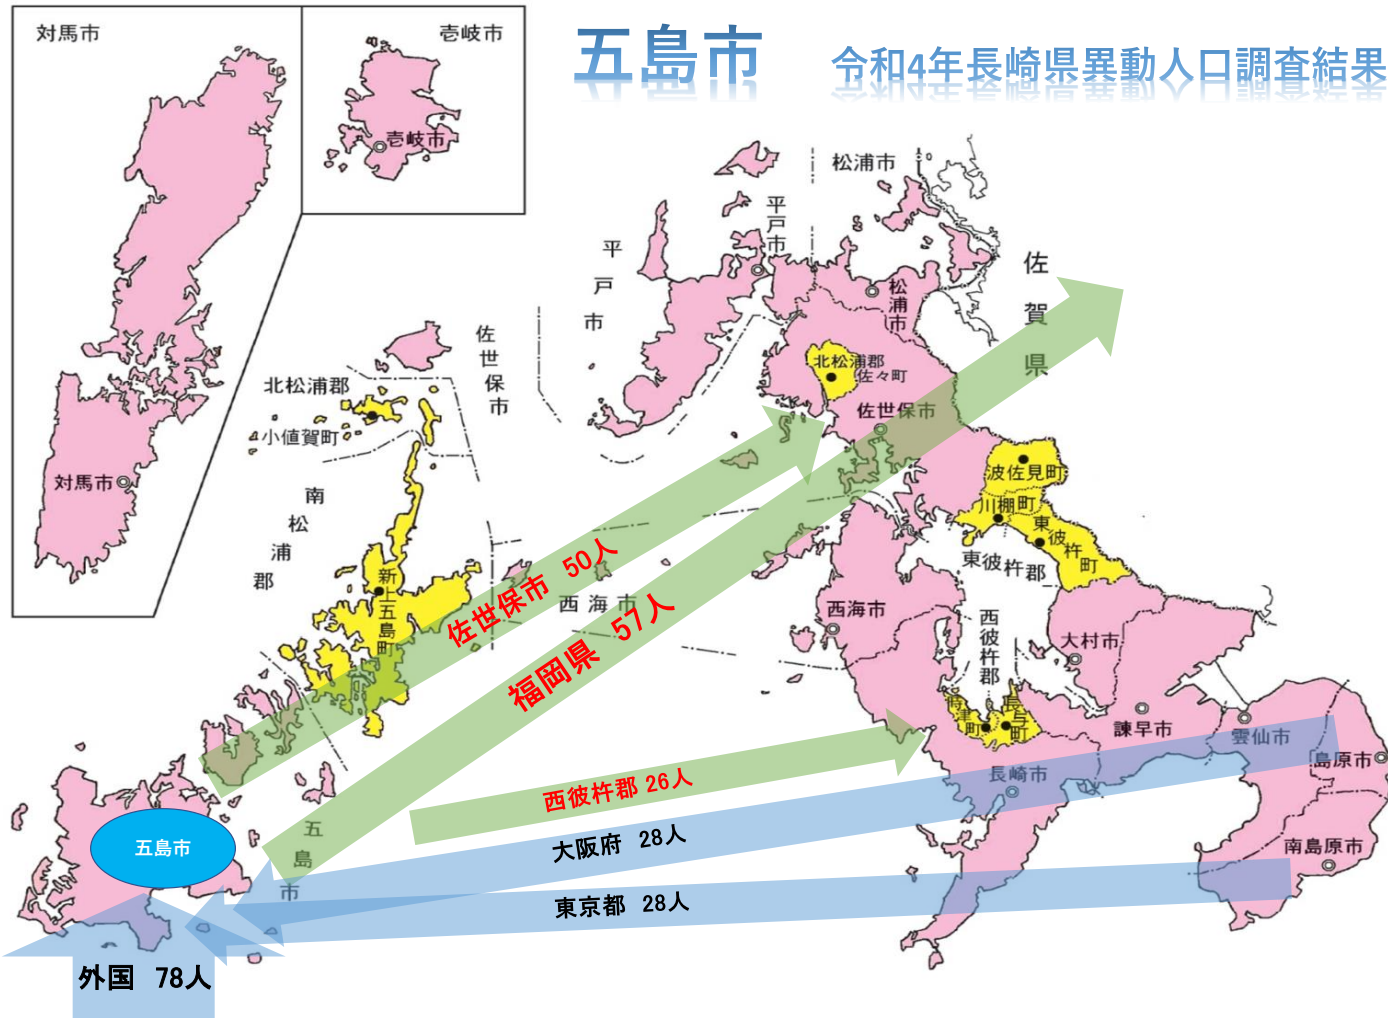 五島市
令和4年長崎県異動人口調査結果
対馬市
壱岐市
壱岐市
対馬市
松浦市
平戸市
平戸市
佐賀県
松浦市
佐世保市
北松浦郡
佐々町
北松浦郡
小値賀町
佐世保市
南松浦郡
波佐見町
川棚町
東彼杵町
東彼杵郡
新上五島町
佐世保市 50人
西海市
福岡県 57人
西海市
西彼杵郡
大村市
時津町
長与町
諫早市
雲仙市
島原市
長崎市
西彼杵郡 26人
大阪府 28人
五島市
五島市
南島原市
東京都 28人
外国 78人